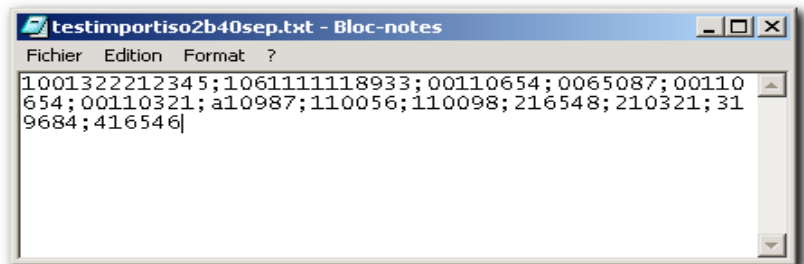 testimportiso2b40sep.txt - Bloc-notes
Fichier Edition Format ?
1001322212345;1061111118933;00110654;0065087;00110
654;00110321;a10987;110056;110098;216548;210321;31
9684;416546